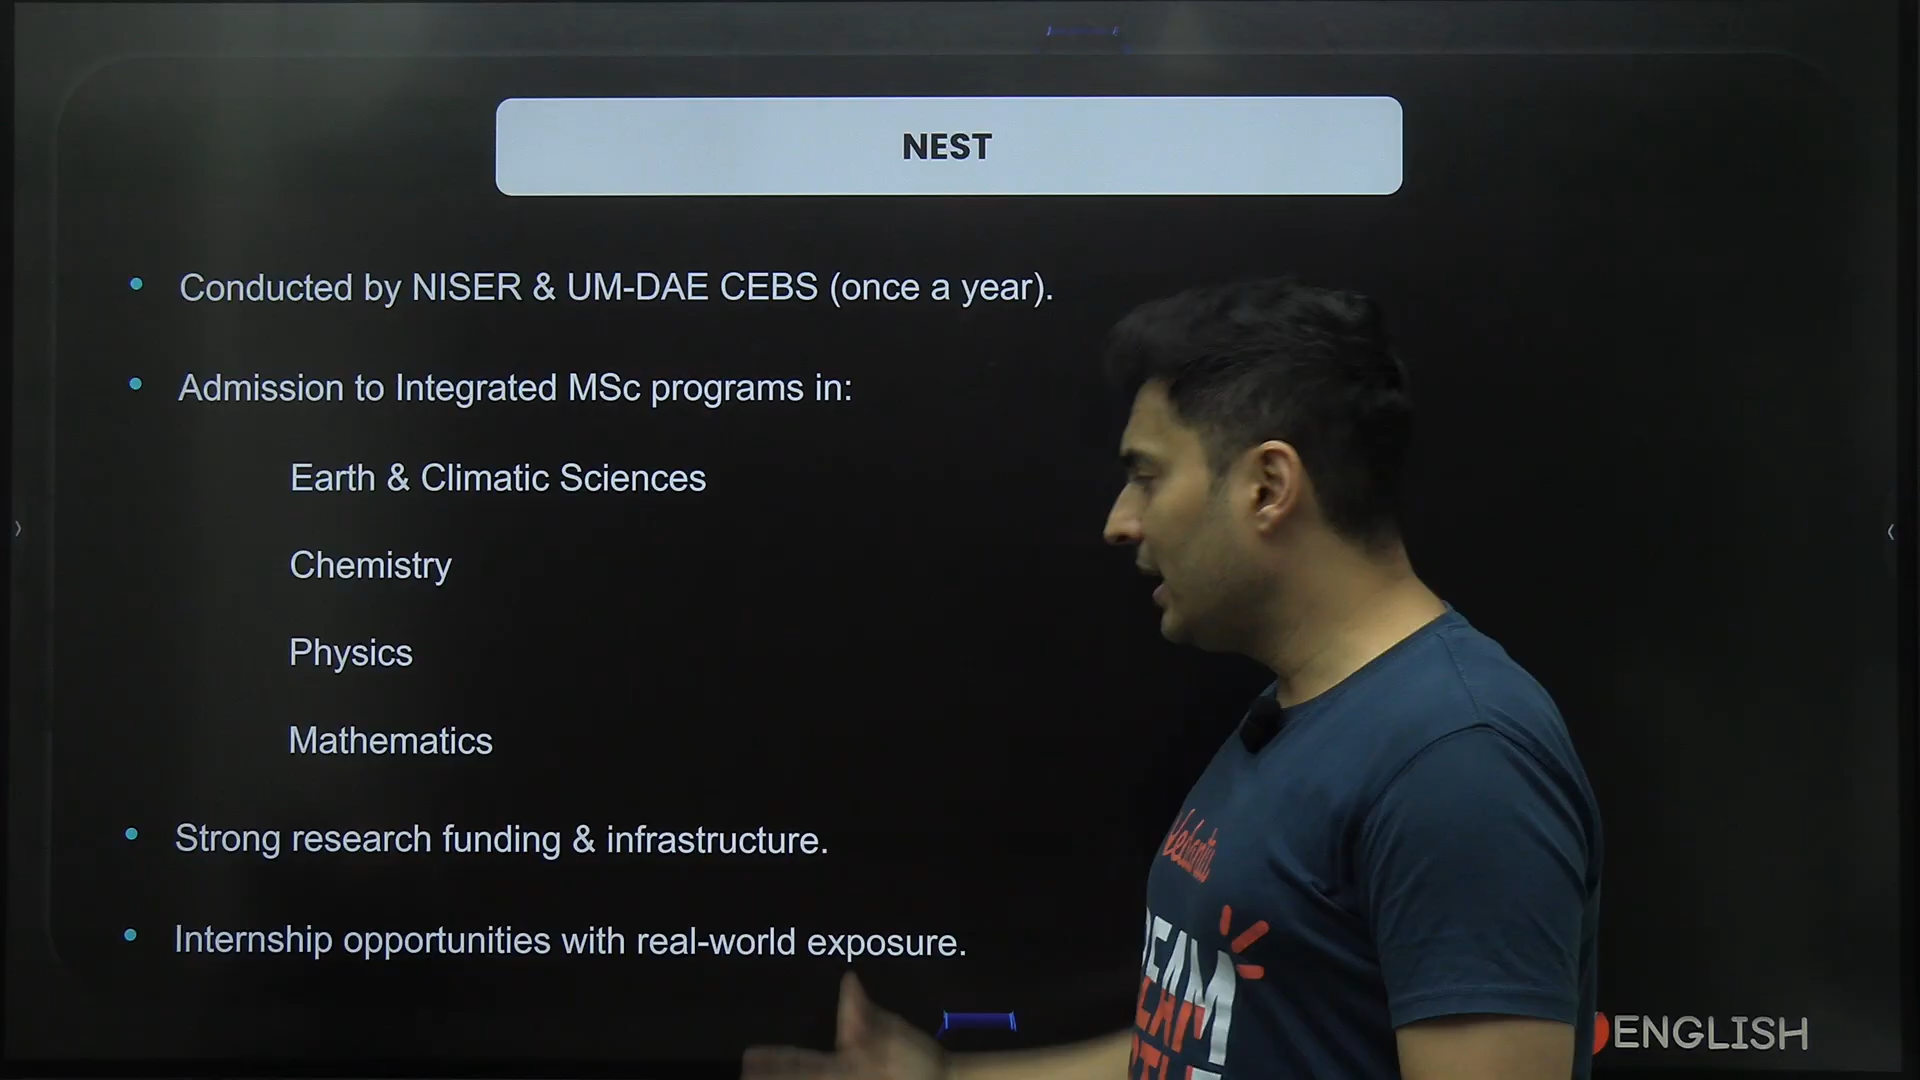 NEST
• Conducted by NISER & UM-DAE CEBS (once a year).
• Admission to Integrated MSc programs in:
Earth & Climatic Sciences
Chemistry
Physics
Mathematics
• Strong research funding & infrastructure.
• Internship opportunities with real-world exposure.
Vedantu
ENGLISH